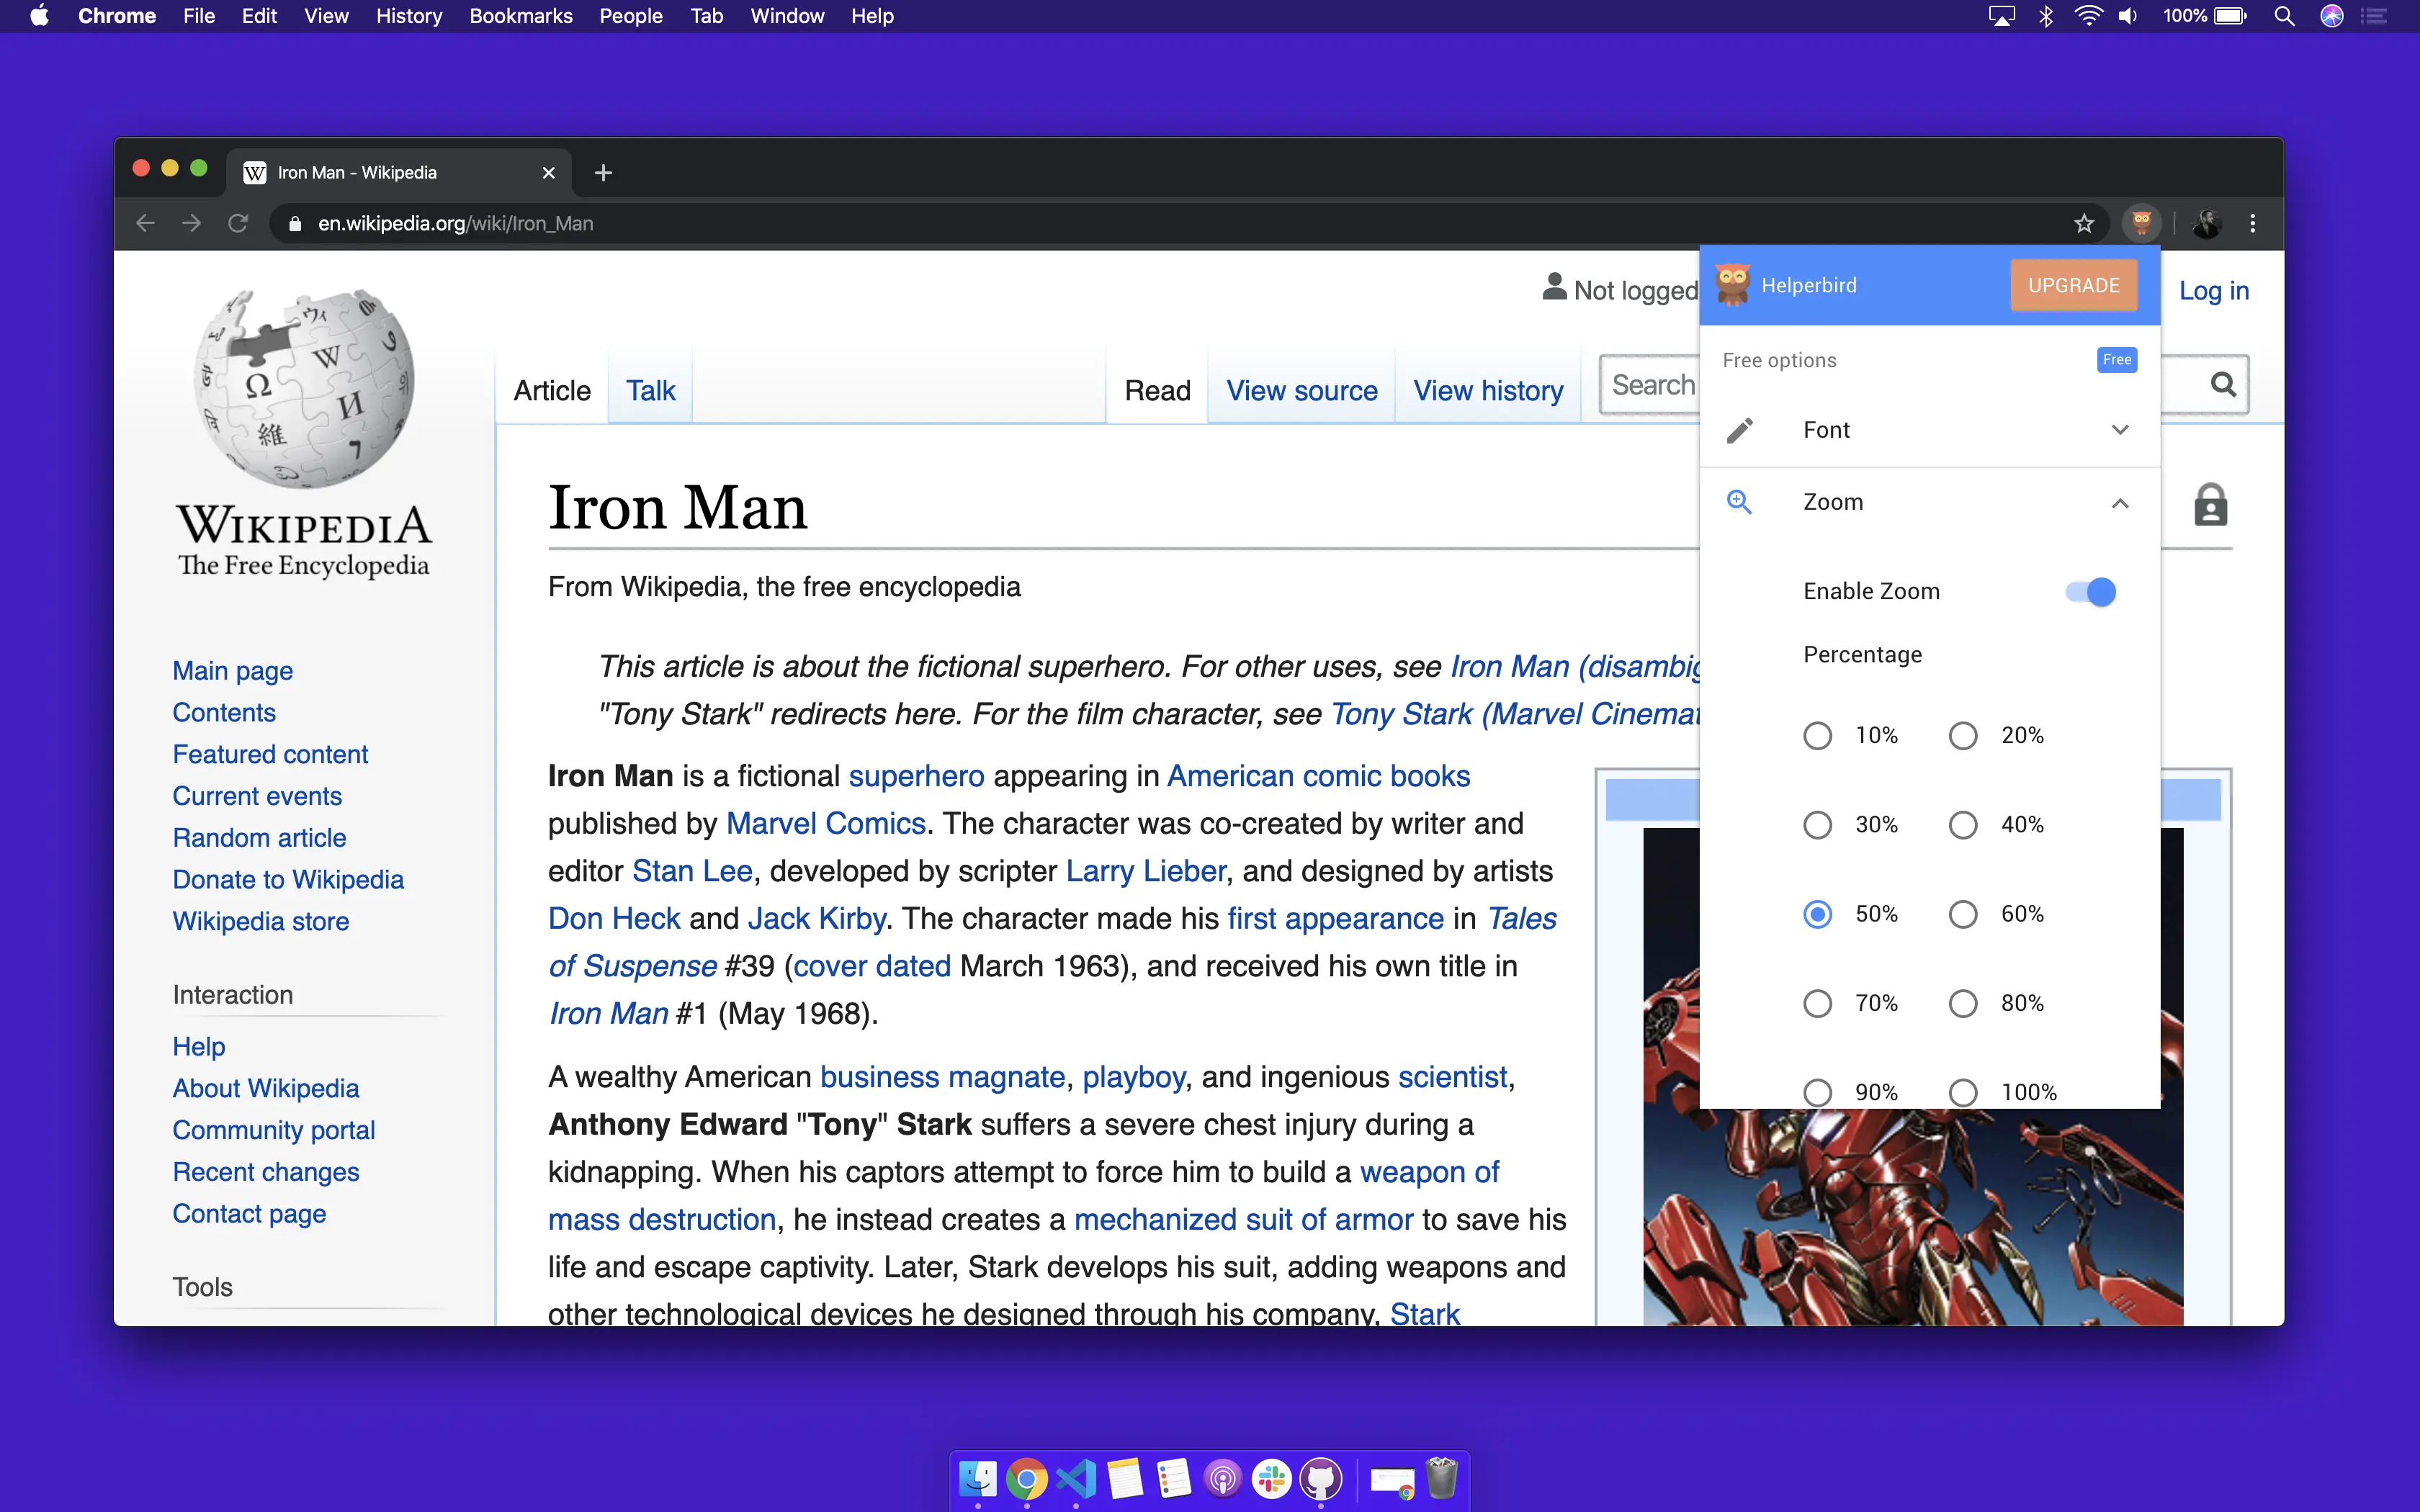 Chrome File Edit View History Bookmarks People Tab Window Help
100%
Iron Man - Wikipedia
en.wikipedia.org/wiki/Iron_Man
Not logged
Log in
Helperbird
UPGRADE
Free options
Free
Font
Zoom
Enable Zoom
Percentage
10% 20%
30% 40%
50% 60%
70% 80%
90% 100%
WIKIPEDIA
The Free Encyclopedia
Main page
Contents
Featured content
Current events
Random article
Donate to Wikipedia
Wikipedia store
Interaction
Help
About Wikipedia
Community portal
Recent changes
Contact page
Tools
Article Talk
Read View source View history
Search
Iron Man
From Wikipedia, the free encyclopedia
This article is about the fictional superhero. For other uses, see Iron Man (disambig
"Tony Stark" redirects here. For the film character, see Tony Stark (Marvel Cinemat
Iron Man is a fictional superhero appearing in American comic books
published by Marvel Comics. The character was co-created by writer and
editor Stan Lee, developed by scripter Larry Lieber, and designed by artists
Don Heck and Jack Kirby. The character made his first appearance in Tales
of Suspense #39 (cover dated March 1963), and received his own title in
Iron Man #1 (May 1968).
A wealthy American business magnate, playboy, and ingenious scientist,
Anthony Edward "Tony" Stark suffers a severe chest injury during a
kidnapping. When his captors attempt to force him to build a weapon of
mass destruction, he instead creates a mechanized suit of armor to save his
life and escape captivity. Later, Stark develops his suit, adding weapons and
other technological devices he designed through his company, Stark